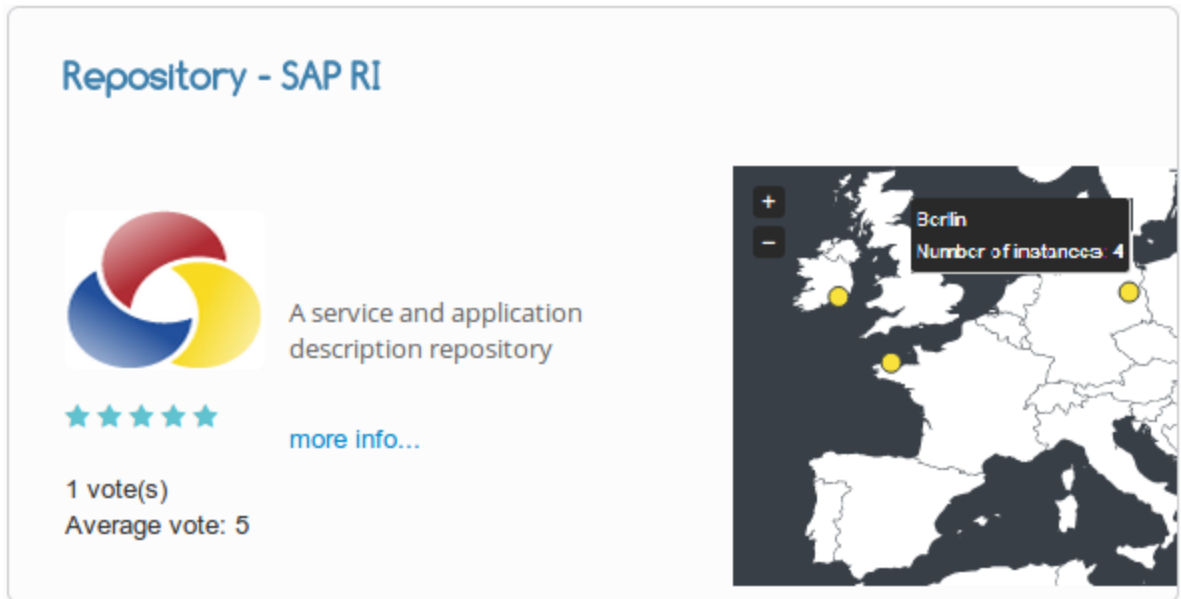 Repository - SAP RI
+
−
Berlin
Number of instances: 4
A service and application
description repository
more info...
1 vote(s)
Average vote: 5